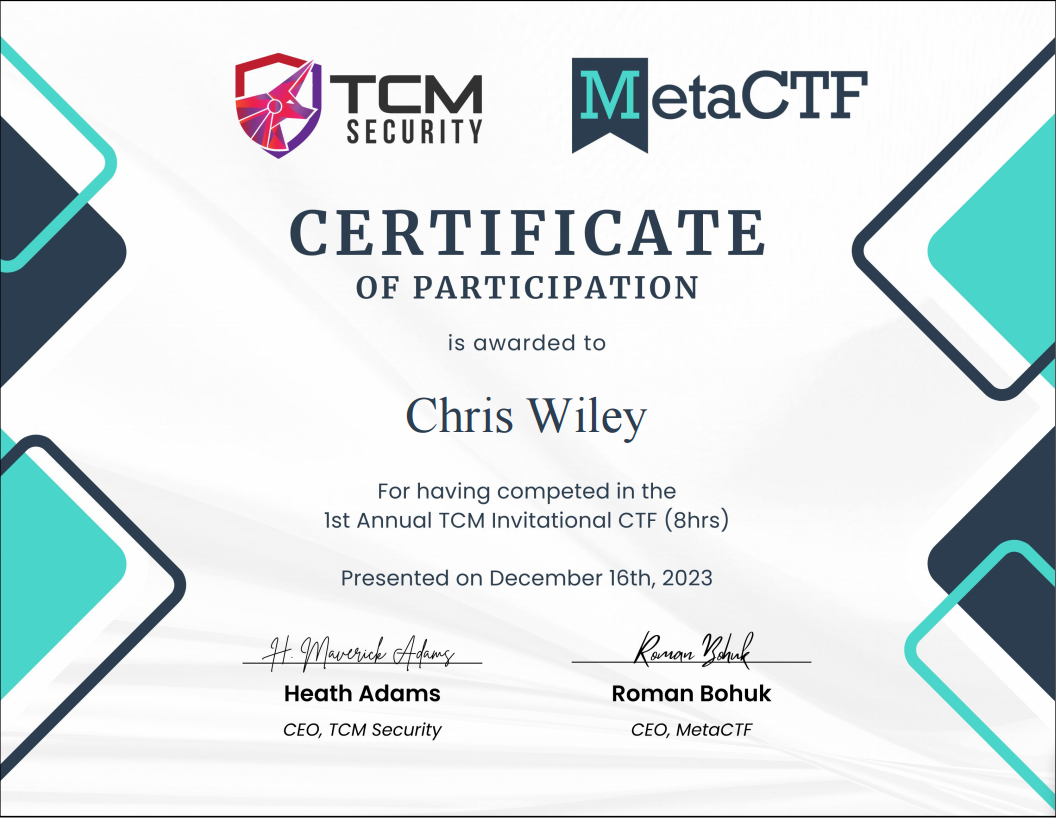 TCM
SECURITY
MetaCTF
CERTIFICATE
OF PARTICIPATION
is awarded to
Chris Wiley
For having competed in the
1st Annual TCM Invitational CTF (8hrs)
Presented on December 16th, 2023
H. Maverick Adams
Roman Bohuk
Heath Adams
Roman Bohuk
CEO, TCM Security
CEO, MetaCTF